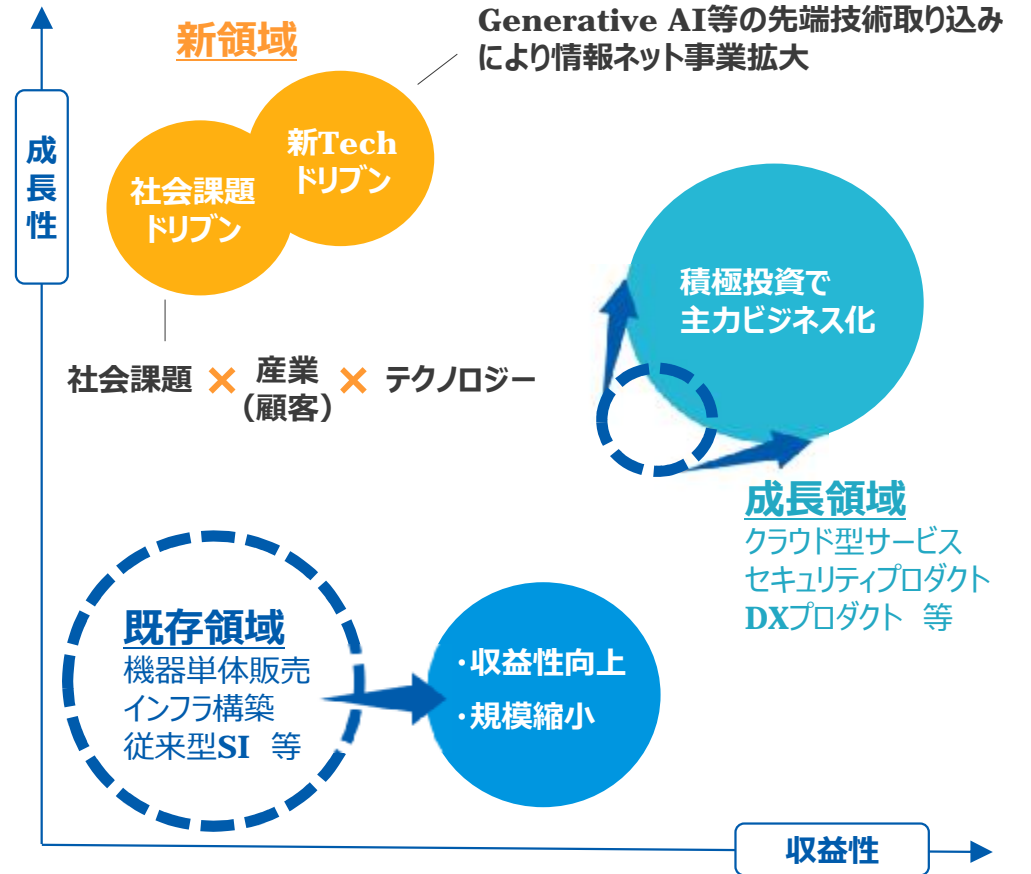 新領域
Generative AI等の先端技術取り込み
により情報ネット事業拡大
成長性
新Tech
ドリブン
社会課題
ドリブン
社会課題 × 産業（顧客） × テクノロジー
積極投資で
主力ビジネス化
成長領域
クラウド型サービス
セキュリティプロダクト
DXプロダクト 等
既存領域
機器単体販売
インフラ構築
従来型SI 等
・収益性向上
・規模縮小
収益性